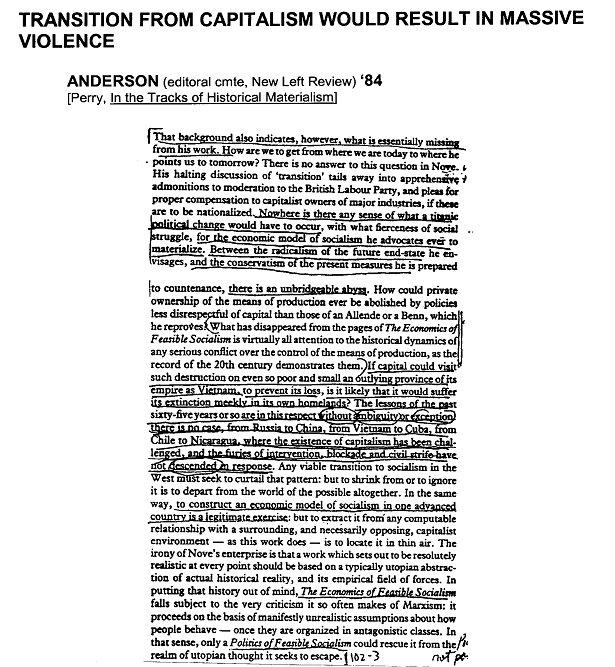 TRANSITION FROM CAPITALISM WOULD RESULT IN MASSIVE
VIOLENCE
ANDERSON (editorial cmte, New Left Review) ‘84
[Perry, In the Tracks of Historical Materialism]
That background also indicates, however, what is essentially missing
from his work. How are we to get from where we are today to where he
points us to tomorrow? There is no answer to this question in Nove.
His halting discussion of ‘transition’ tails away into apprehensive
admonitions to moderation to the British Labour Party, and pleas for
proper compensation to capitalist owners of major industries, if these
are to be nationalized. Nowhere is there any sense of what a titanic
political change would have to occur, with what fierceness of social
struggle, for the economic model of socialism he advocates ever to
materialize. Between the radicalism of the future end-state he en-
visages, and the conservatism of the present measures he is prepared
to countenance, there is an unbridgeable abyss. How could private
ownership of the means of production ever be abolished by policies
less disrespectful of capital than those of an Allende or a Benn, which
he reproves? What has disappeared from the pages of The Economics of
Feasible Socialism is virtually all attention to the historical dynamics of
any serious conflict over the control of the means of production, as the
record of the 20th century demonstrates them. If capital could visit
such destruction on even so poor and small an outlying province of its
empire as Vietnam, to prevent its loss, is it likely that it would suffer
its extinction meekly in its own homelands? The lessons of the past
sixty-five years or so are in this respect without ambiguity or exception
there is no case, from Russia to China, from Vietnam to Cuba, from
Chile to Nicaragua, where the existence of capitalism has been chal-
lenged, and the furies of intervention, blockade and civil strife have
not descended in response. Any viable transition to socialism in the
West must seek to curtail that pattern: but to shrink from or to ignore
it is to depart from the world of the possible altogether. In the same
way, to construct an economic model of socialism in one advanced
country is a legitimate exercise: but to extract it from any computable
relationship with a surrounding, and necessarily opposing, capitalist
environment — as this work does — is to locate it in thin air. The
irony of Nove’s enterprise is that a work which sets out to be resolutely
realistic at every point should be based on a typically utopian abstrac-
tion of actual historical reality, and its empirical field of forces. In
putting that history out of mind, The Economics of Feasible Socialism
falls subject to the very criticism it so often makes of Marxism: it
proceeds on the basis of manifestly unrealistic assumptions about how
people behave — once they are organized in antagonistic classes. In
that sense, only a Politics of Feasible Socialism could rescue it from the
realm of utopian thought it seeks to escape. 102-3